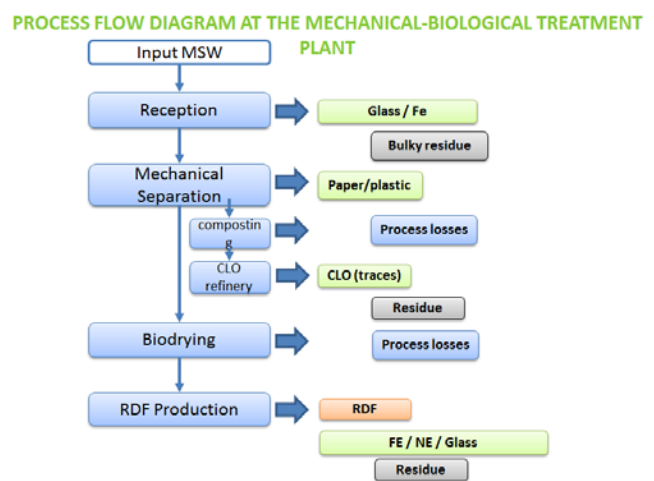 PROCESS FLOW DIAGRAM AT THE MECHANICAL-BIOLOGICAL TREATMENT
PLANT
Input MSW
Reception
Glass / Fe
Bulky residue
Mechanical
Separation
Paper/plastic
compostin
g
Process losses
CLO
refinery
CLO (traces)
Residue
Biodrying
Process losses
RDF Production
RDF
FE / NE / Glass
Residue